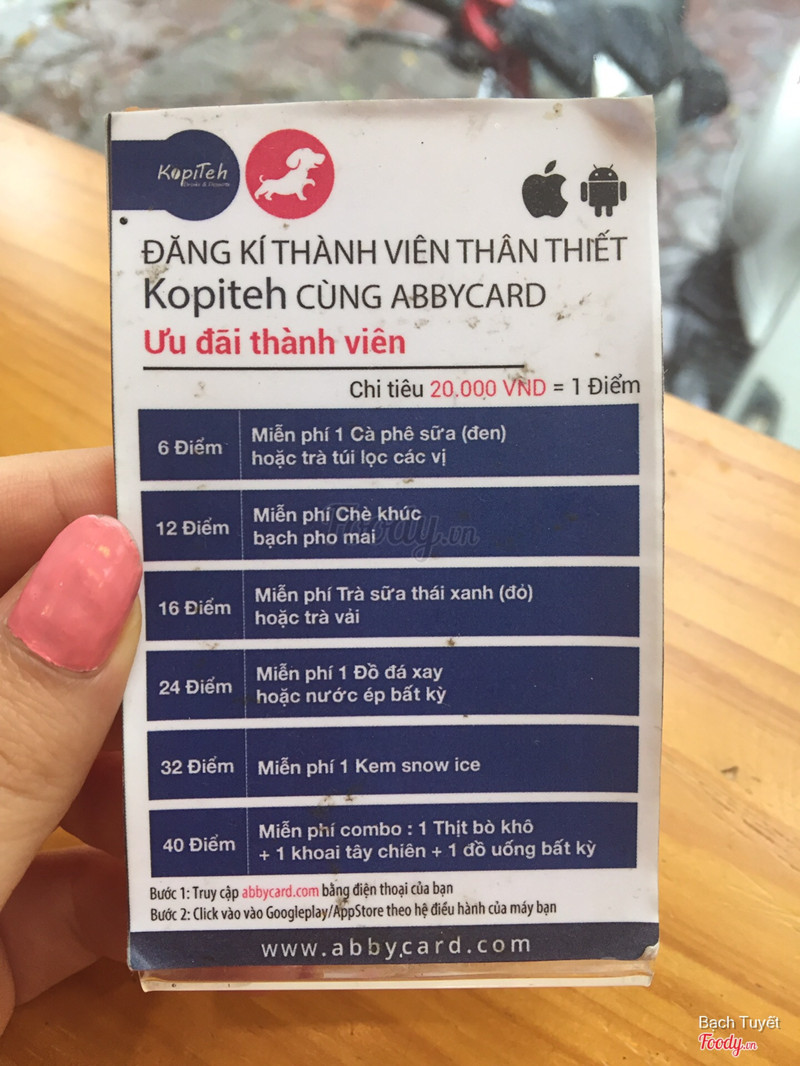 KopiTeh
Drinks & Desserts
ĐĂNG KÍ THÀNH VIÊN THÂN THIẾT
Kopiteh CÙNG ABBYCARD
Ưu đãi thành viên
Chi tiêu 20.000 VND = 1 Điểm
6 Điểm
Miễn phí 1 Cà phê sữa (đen)
hoặc trà túi lọc các vị
12 Điểm
Miễn phí Chè khúc
bạch pho mai
16 Điểm
Miễn phí Trà sữa thái xanh (đỏ)
hoặc trà vải
24 Điểm
Miễn phí 1 Đồ đá xay
hoặc nước ép bất kỳ
32 Điểm
Miễn phí 1 Kem snow ice
40 Điểm
Miễn phí combo : 1 Thịt bò khô
+ 1 khoai tây chiên + 1 đồ uống bất kỳ
Bước 1: Truy cập abbycard.com bằng điện thoại của bạn
Bước 2: Click vào vào Googleplay/AppStore theo hệ điều hành của máy bạn
www.abbycard.com
Foody.vn
Bạch Tuyết
Foody.vn